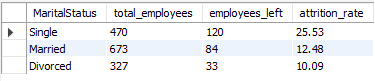 MaritalStatus total_employees employees_left attrition_rate
Single 470 120 25.53
Married 673 84 12.48
Divorced 327 33 10.09